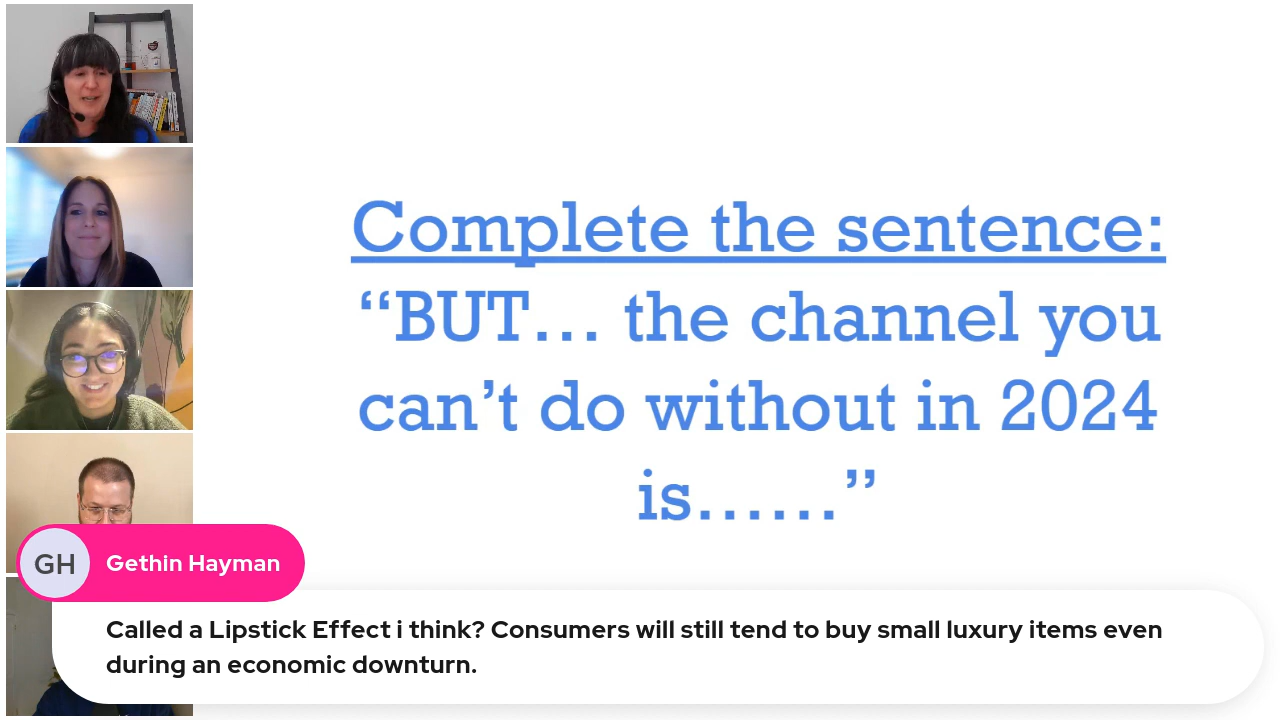 Complete the sentence:
“BUT… the channel you
can’t do without in 2024
is……”
GH
Gethin Hayman
Called a Lipstick Effect i think? Consumers will still tend to buy small luxury items even
during an economic downturn.